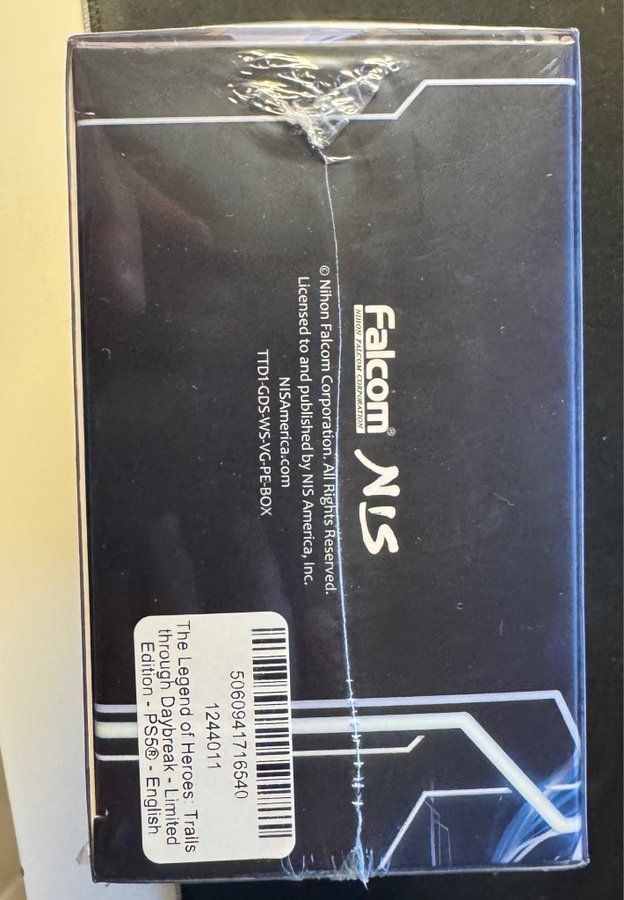 Falcom®
NIHON FALCOM CORPORATION
NIS
© Nihon Falcom Corporation. All Rights Reserved.
Licensed to and published by NIS America, Inc.
NISAmerica.com
TTD1-GDS-WS-VG-PE-BOX
5060941716540
1244011
The Legend of Heroes: Trails
through Daybreak - Limited
Edition - PS5® - English